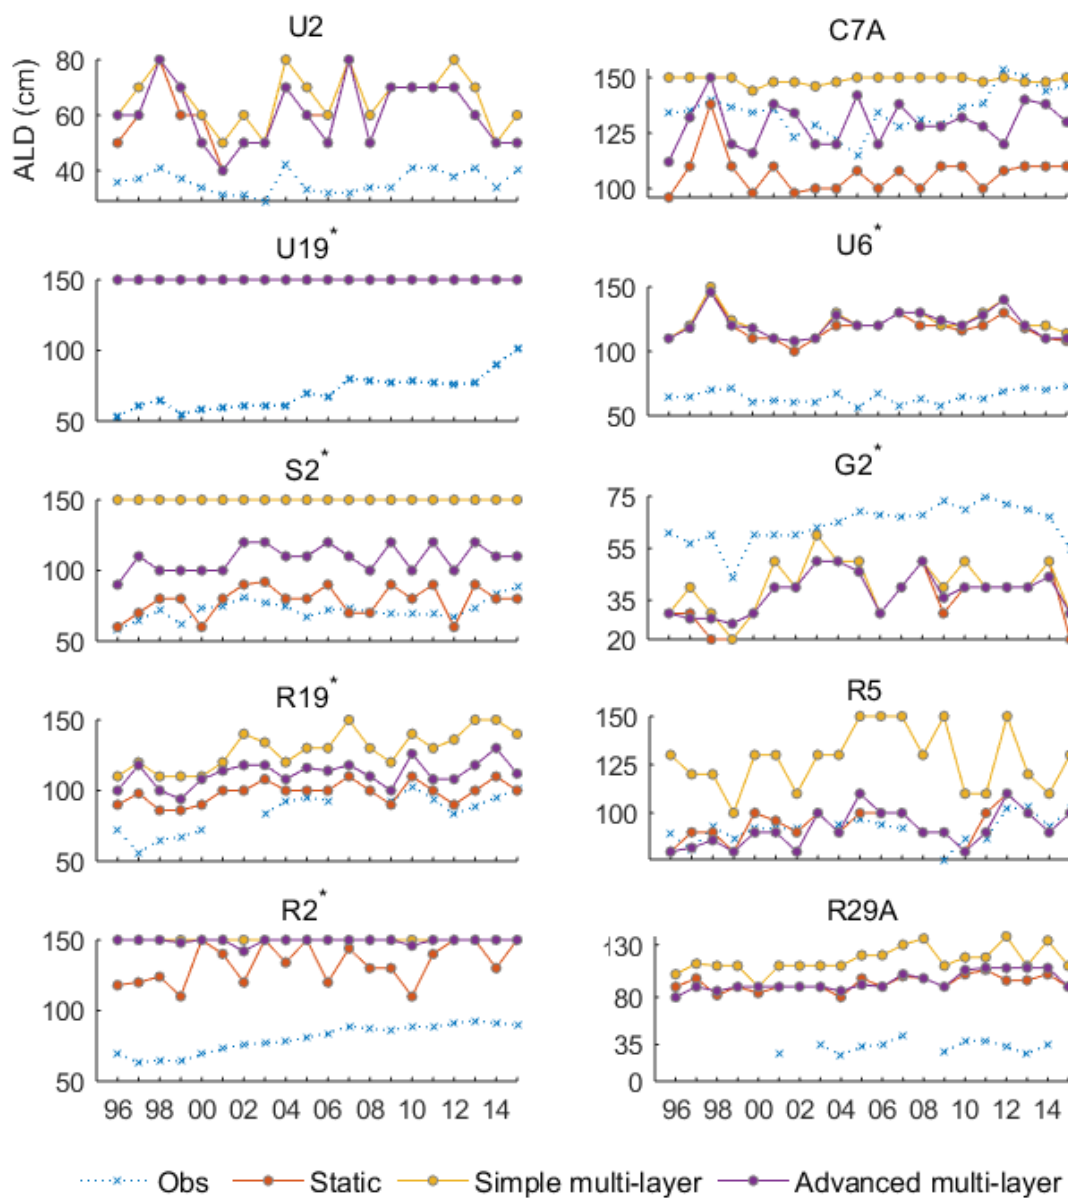 U2
C7A
ALD (cm)
80
60
40
150
125
100
U19*
U6*
150
100
50
150
100
50
S2*
G2*
150
100
50
75
55
35
20
R19*
R5
150
100
50
150
125
100
R2*
R29A
150
100
50
130
80
35
0
96 98 00 02 04 06 08 10 12 14
96 98 00 02 04 06 08 10 12 14
Obs Static Simple multi-layer Advanced multi-layer